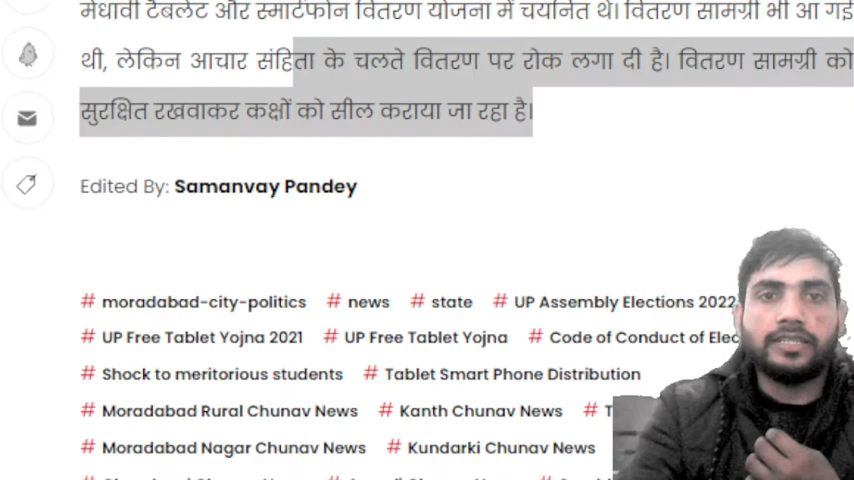 मेधावी टैबलेट और स्मार्टफोन वितरण योजना में चयनित थे। वितरण सामग्री भी आ गई
थी, लेकिन आचार संहिता के चलते वितरण पर रोक लगा दी है। वितरण सामग्री को
सुरक्षित रखवाकर कक्षों को सील कराया जा रहा है।
Edited By: Samanvay Pandey
# moradabad-city-politics # news # state # UP Assembly Elections 2022
# UP Free Tablet Yojna 2021 # UP Free Tablet Yojna # Code of Conduct of Elec
# Shock to meritorious students # Tablet Smart Phone Distribution
# Moradabad Rural Chunav News # Kanth Chunav News # T
# Moradabad Nagar Chunav News # Kundarki Chunav News